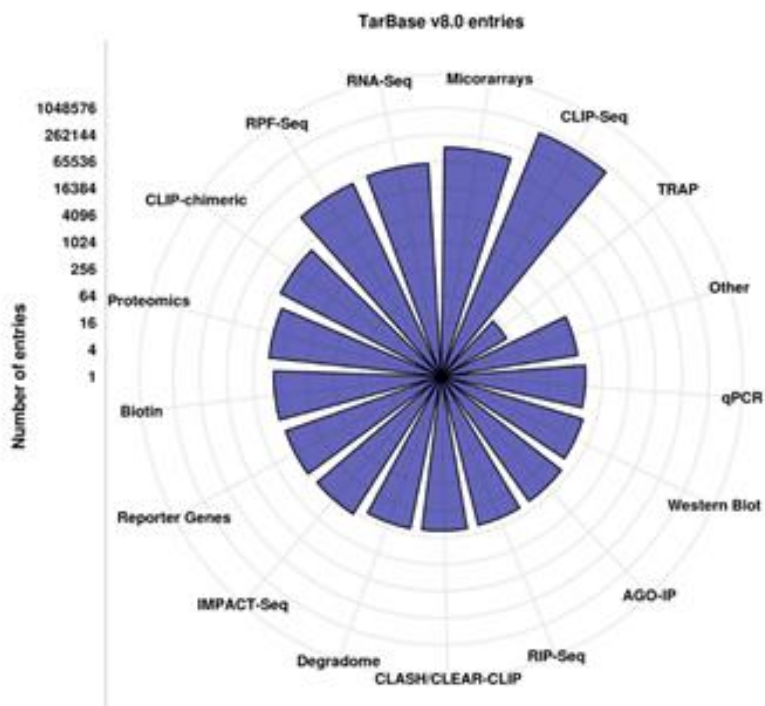 TarBase v8.0 entries
RNA-Seq
Micorarrays
RPF-Seq
CLIP-Seq
CLIP-chimeric
TRAP
Proteomics
Other
Biotin
qPCR
Reporter Genes
Western Blot
IMPACT-Seq
AGO-IP
Degradome
RIP-Seq
CLASH/CLEAR-CLIP
1048576
262144
65536
16384
4096
1024
256
64
16
4
1
Number of entries